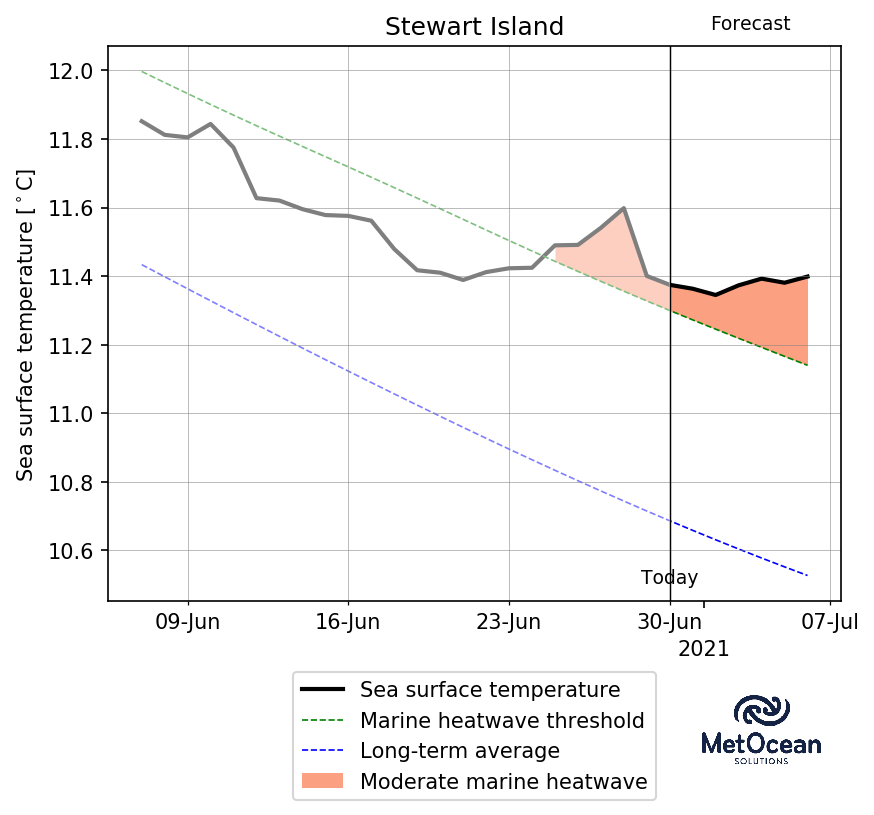 Stewart Island
Forecast
Sea surface temperature [°C]
12.0
11.8
11.6
11.4
11.2
11.0
10.8
10.6
Today
09-Jun
16-Jun
23-Jun
30-Jun
07-Jul
2021
Sea surface temperature
Marine heatwave threshold
Long-term average
Moderate marine heatwave
MetOcean
SOLUTIONS